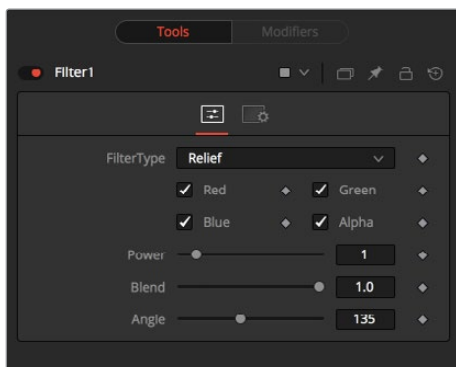 Tools Modifiers
Filter1
FilterType Relief
Red Green
Blue Alpha
Power 1
Blend 1.0
Angle 135